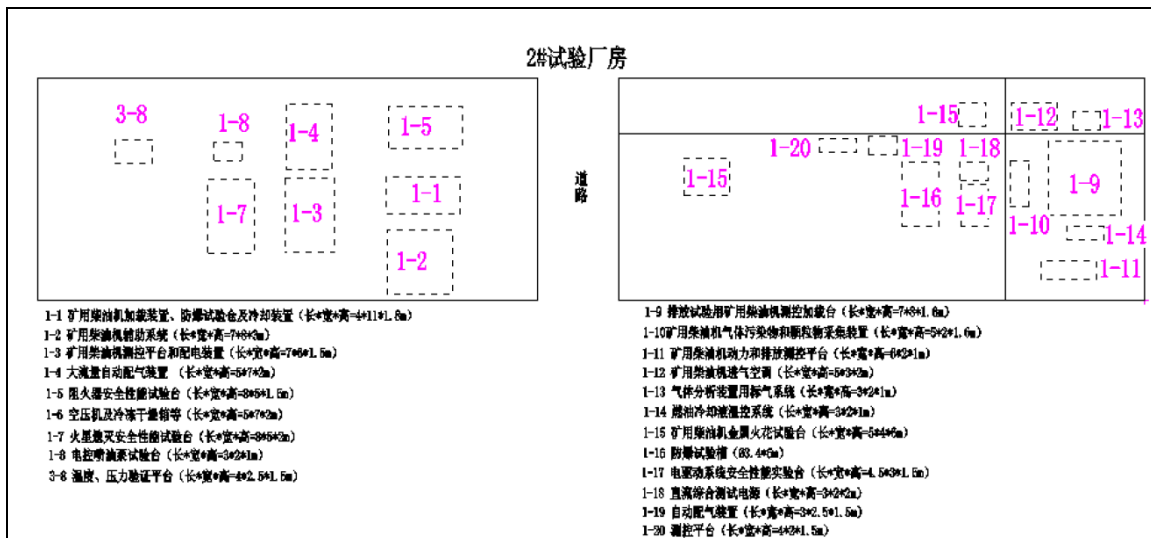 2#试验厂房
3-8
1-8
1-4
1-5
1-7
1-3
1-1
1-2
道路
1-15
1-12
1-13
1-20
1-19
1-18
1-15
1-16
1-17
1-10
1-9
1-14
1-11
1-1 矿用柴油机加载装置、防爆试验仓及冷却装置（长*宽*高=4*11*1.8m）
1-2 矿用柴油机辅助系统（长*宽*高=7*8*3m）
1-3 矿用柴油机测控平台和配电装置（长*宽*高=7*6*1.5m）
1-4 大流量自动配气装置 （长*宽*高=5*7*2m）
1-5 阻火器安全性能试验台（长*宽*高=8*5*1.5m）
1-6 空压机及冷冻干燥箱等（长*宽*高=5*7*2m）
1-7 火星熄灭安全性能试验台（长*宽*高=8*5*2m）
1-8 电控喷油泵试验台（长*宽*高=3*2*1m）
3-8 温度、压力验证平台（长*宽*高=4*2.5*1.5m）
1-9 排放试验用矿用柴油机测控加载台（长*宽*高=7*8*1.8m）
1-10矿用柴油机气体污染物和颗粒物采集装置（长*宽*高=5*2*1.6m）
1-11 矿用柴油机动力和排放测控平台（长*宽*高=6*2*1m）
1-12 矿用柴油机进气空调（长*宽*高=5*3*2m）
1-13 气体分析装置用标气系统（长*宽*高=3*2*1m）
1-14 燃油冷却液温控系统（长*宽*高=3*2*1m）
1-15 矿用柴油机金属火花试验台（长*宽*高=5*4*6m）
1-16 防爆试验槽（Ø3.4*8m）
1-17 电驱动系统安全性能实验台（长*宽*高=4.5*3*1.5m）
1-18 直流综合测试电源（长*宽*高=3*2*2m）
1-19 自动配气装置（长*宽*高=3*2.5*1.5m）
1-20 测控平台（长*宽*高=4*2*1.5m）